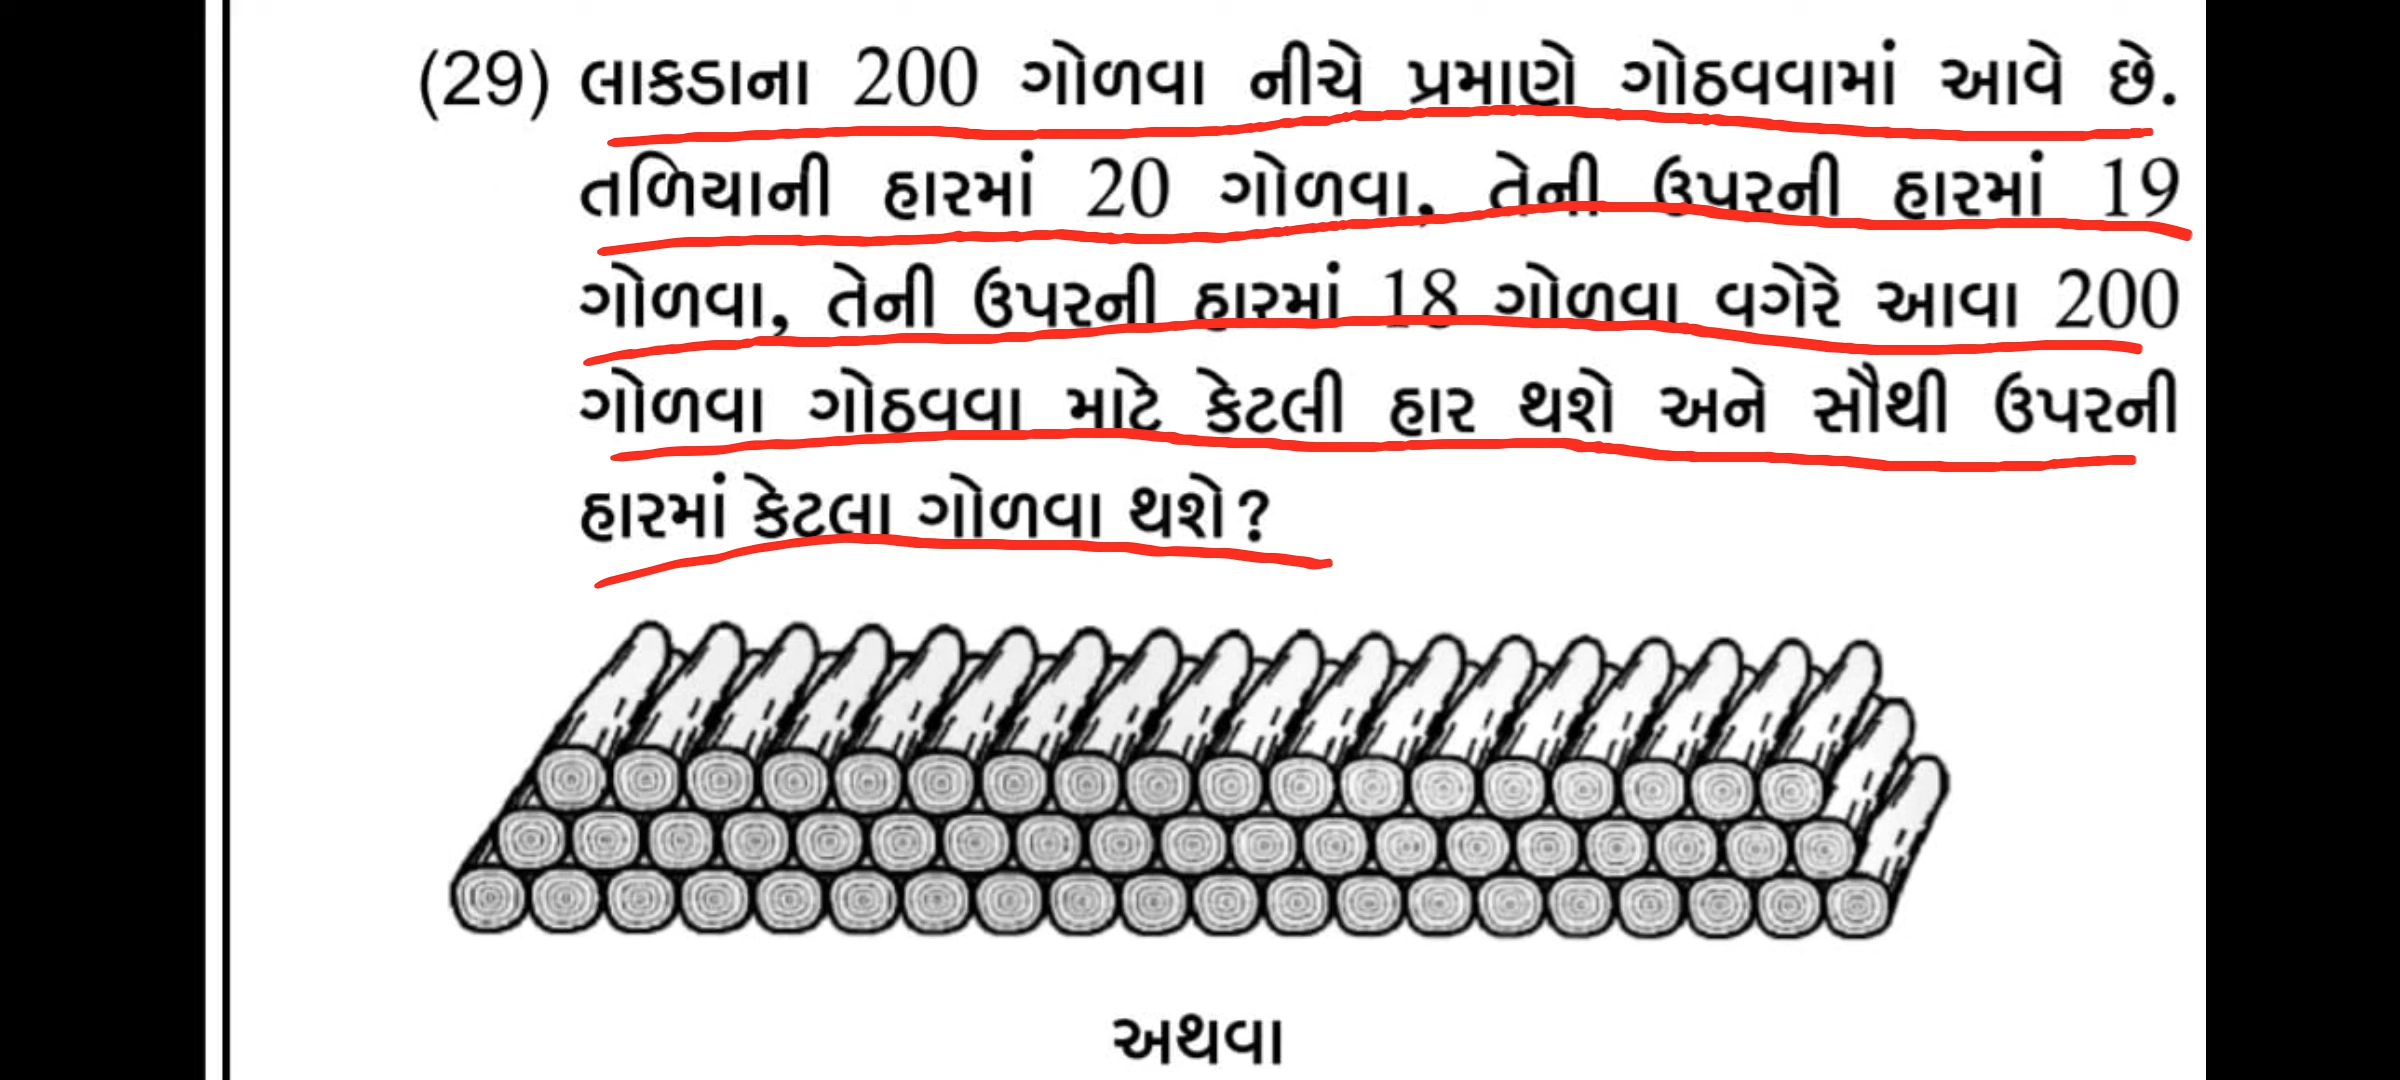 (29) લાકડાના 200 ગોળવા નીચે પ્રમાણે ગોઠવવામાં આવે છે.
તળિયાની હારમાં 20 ગોળવા, તેની ઉપરની હારમાં 19
ગોળવા, તેની ઉપરની હારમાં 18 ગોળવા વગેરે આવા 200
ગોળવા ગોઠવવા માટે કેટલી હાર થશે અને સૌથી ઉપરની
હારમાં કેટલા ગોળવા થશે?
અથવા